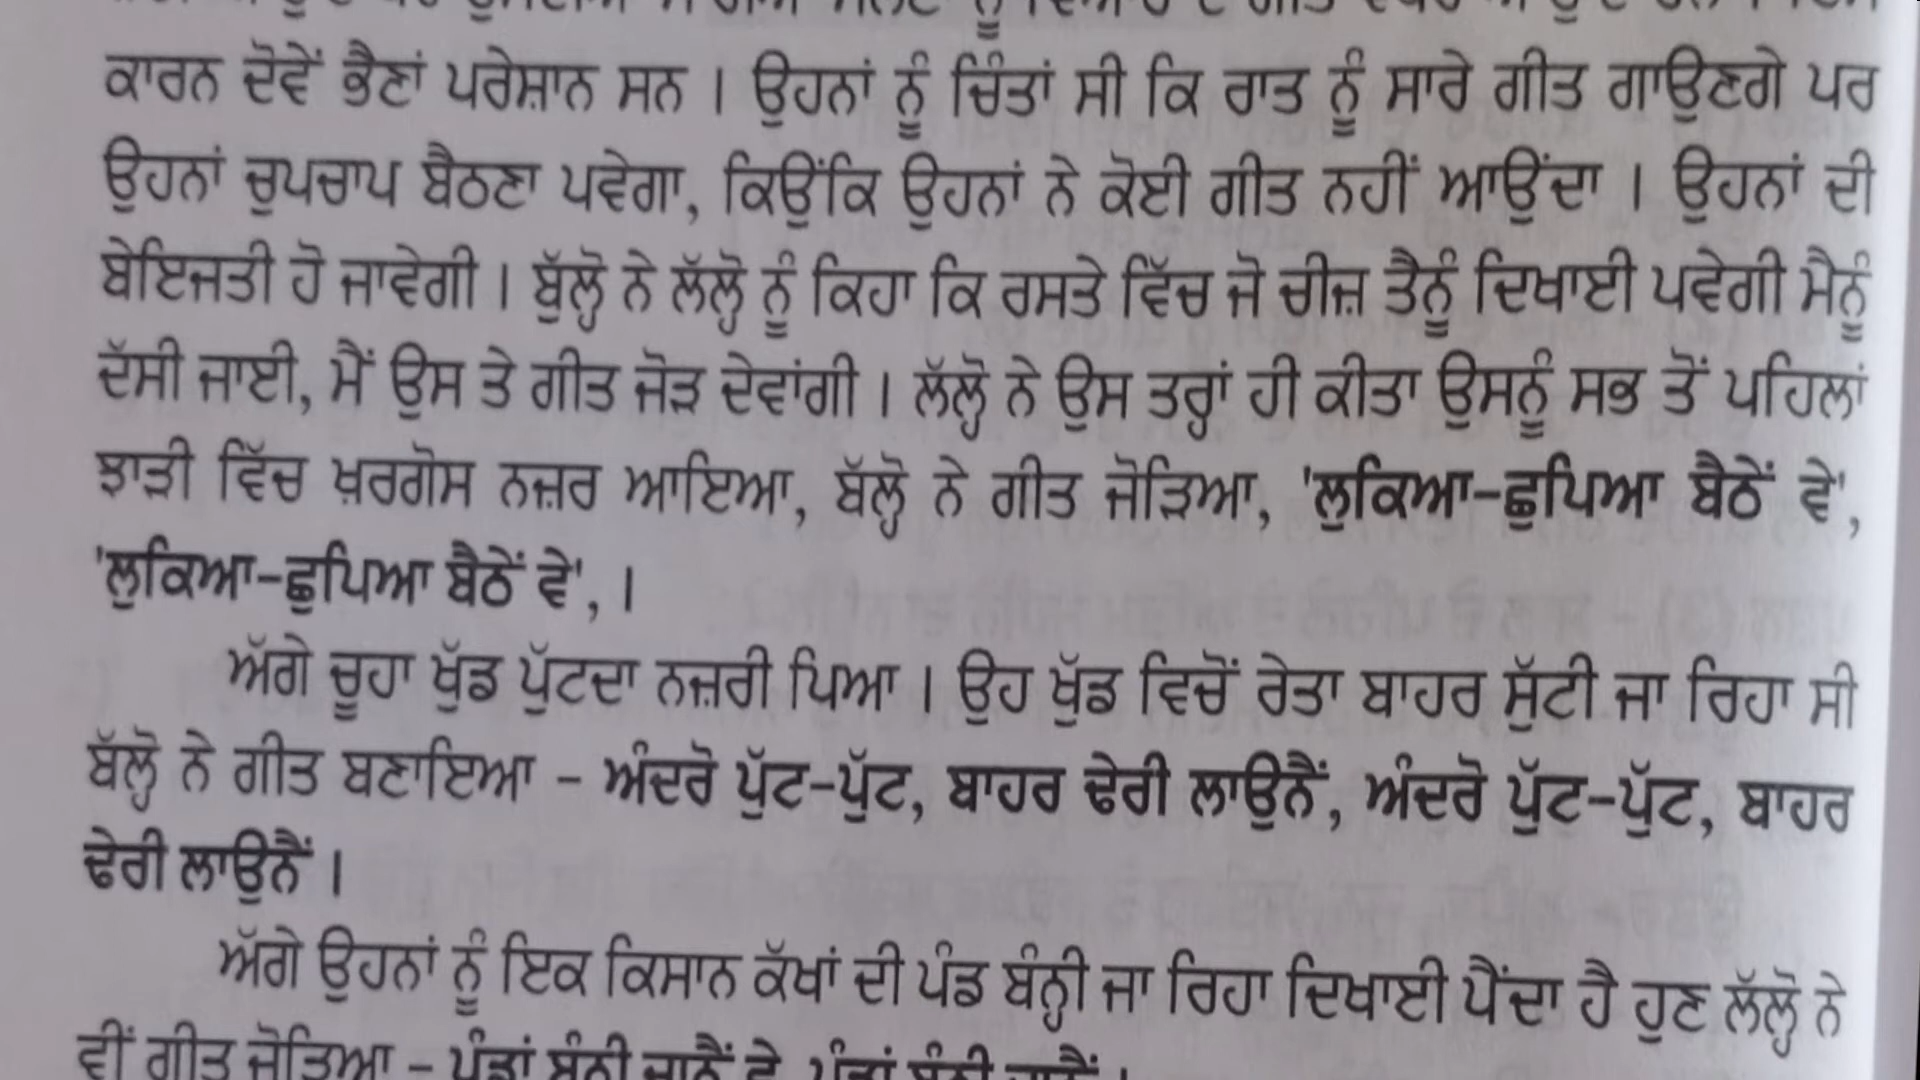 ਕਾਰਨ ਦੋਵੇਂ ਭੈਣਾਂ ਪਰੇਸ਼ਾਨ ਸਨ । ਉਹਨਾਂ ਨੂੰ ਚਿੰਤਾਂ ਸੀ ਕਿ ਰਾਤ ਨੂੰ ਸਾਰੇ ਗੀਤ ਗਾਉਣਗੇ ਪਰ
ਉਹਨਾਂ ਚੁਪਚਾਪ ਬੈਠਣਾ ਪਵੇਗਾ, ਕਿਉਂਕਿ ਉਹਨਾਂ ਨੇ ਕੋਈ ਗੀਤ ਨਹੀਂ ਆਉਂਦਾ । ਉਹਨਾਂ ਦੀ
ਬੇਇਜਤੀ ਹੋ ਜਾਵੇਗੀ । ਬੁੱਲ੍ਹੋ ਨੇ ਲੱਲ੍ਹੋ ਨੂੰ ਕਿਹਾ ਕਿ ਰਸਤੇ ਵਿੱਚ ਜੋ ਚੀਜ਼ ਤੈਨੂੰ ਦਿਖਾਈ ਪਵੇਗੀ ਮੈਨੂੰ
ਦੱਸੀ ਜਾਈ, ਮੈਂ ਉਸ ਤੇ ਗੀਤ ਜੋੜ ਦੇਵਾਂਗੀ । ਲੱਲ੍ਹੋ ਨੇ ਉਸ ਤਰ੍ਹਾਂ ਹੀ ਕੀਤਾ ਉਸਨੂੰ ਸਭ ਤੋਂ ਪਹਿਲਾਂ
ਝਾੜੀ ਵਿੱਚ ਖ਼ਰਗੋਸ ਨਜ਼ਰ ਆਇਆ, ਬੱਲ੍ਹੋ ਨੇ ਗੀਤ ਜੋੜਿਆ, 'ਲੁਕਿਆ-ਛੁਪਿਆ ਬੈਠੇਂ ਵੇ',
'ਲੁਕਿਆ-ਛੁਪਿਆ ਬੈਠੇਂ ਵੇ', ।
ਅੱਗੇ ਚੂਹਾ ਖੁੱਡ ਪੁੱਟਦਾ ਨਜ਼ਰੀ ਪਿਆ । ਉਹ ਖੁੱਡ ਵਿਚੋਂ ਰੇਤਾ ਬਾਹਰ ਸੁੱਟੀ ਜਾ ਰਿਹਾ ਸੀ
ਬੱਲ੍ਹੋ ਨੇ ਗੀਤ ਬਣਾਇਆ - ਅੰਦਰੋ ਪੁੱਟ-ਪੁੱਟ, ਬਾਹਰ ਢੇਰੀ ਲਾਉਨੈਂ, ਅੰਦਰੋ ਪੁੱਟ-ਪੁੱਟ, ਬਾਹਰ
ਢੇਰੀ ਲਾਉਨੈਂ ।
ਅੱਗੇ ਉਹਨਾਂ ਨੂੰ ਇਕ ਕਿਸਾਨ ਕੱਖਾਂ ਦੀ ਪੰਡ ਬੰਨ੍ਹੀ ਜਾ ਰਿਹਾ ਦਿਖਾਈ ਪੈਂਦਾ ਹੈ ਹੁਣ ਲੱਲ੍ਹੋ ਨੇ
ਵੀਂ ਗੀਤ ਜੋੜਿਆ -